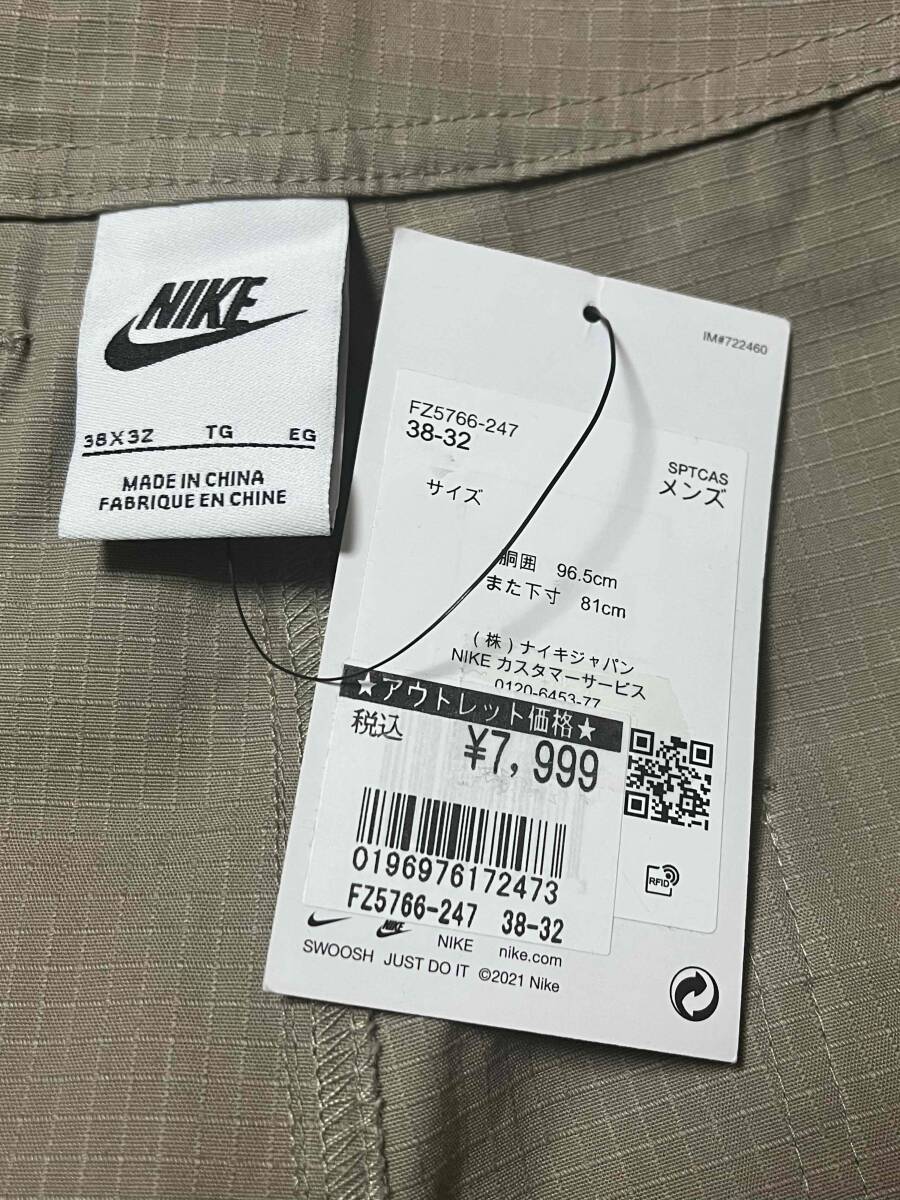 NIKE
38X32 TG EG
MADE IN CHINA
FABRIQUE EN CHINE
IM#722460
FZ5766-247
38-32
SPTCAS
メンズ
サイズ
胴囲 96.5cm
また下寸 81cm
(株)ナイキジャパン
NIKE カスタマーサービス
0120-6453-77
★アウトレット価格★
税込 ¥7,999
0196976172473
FZ5766-247 38-32
NIKE NIKE nike.com
SWOOSH JUST DO IT ©2021 Nike
RFID